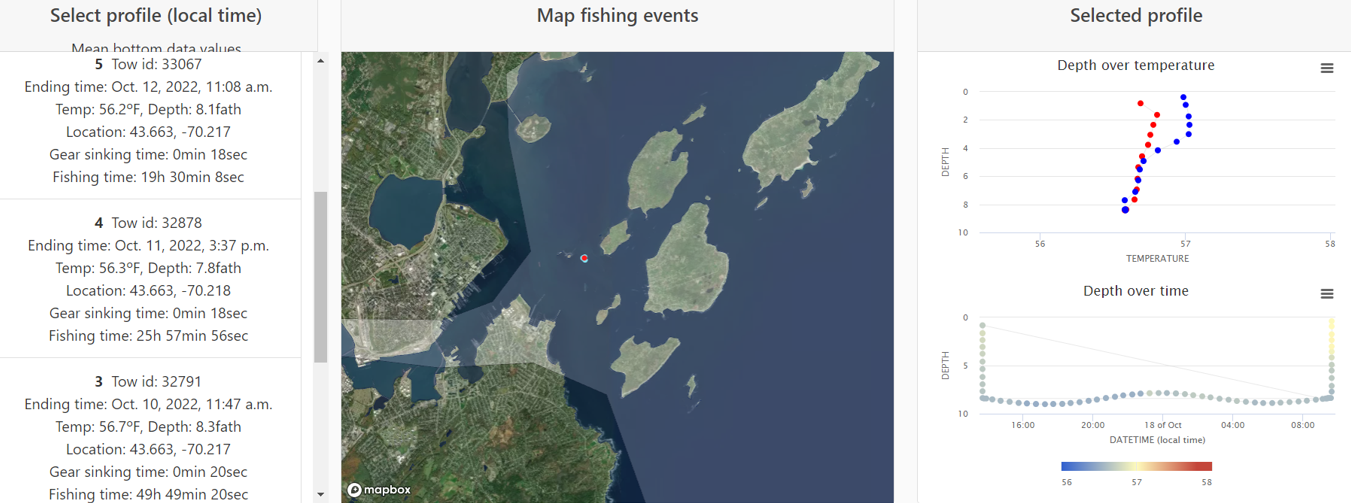 Select profile (local time)
Mean bottom data values
5 Tow id: 33067
Ending time: Oct. 12, 2022, 11:08 a.m.
Temp: 56.2ºF, Depth: 8.1fath
Location: 43.663, -70.217
Gear sinking time: 0min 18sec
Fishing time: 19h 30min 8sec
4 Tow id: 32878
Ending time: Oct. 11, 2022, 3:37 p.m.
Temp: 56.3ºF, Depth: 7.8fath
Location: 43.663, -70.218
Gear sinking time: 0min 18sec
Fishing time: 25h 57min 56sec
3 Tow id: 32791
Ending time: Oct. 10, 2022, 11:47 a.m.
Temp: 56.7ºF, Depth: 8.3fath
Location: 43.663, -70.217
Gear sinking time: 0min 20sec
Fishing time: 49h 49min 20sec
Map fishing events
mapbox
Selected profile
Depth over temperature
DEPTH
0
2
4
6
8
10
56 57 58
TEMPERATURE
Depth over time
DEPTH
0
5
10
16:00 20:00 18 of Oct 04:00 08:00
DATETIME (local time)
56 57 58